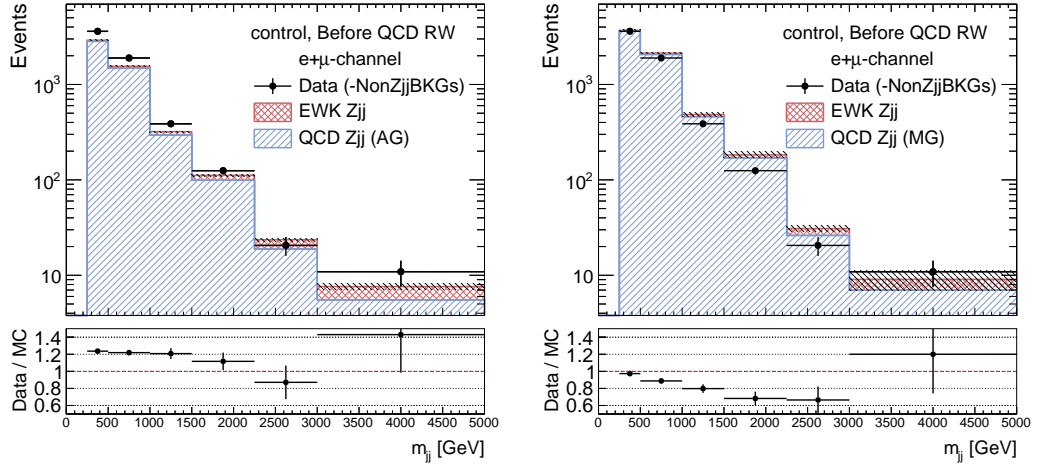 Events
control, Before QCD RW
e+μ-channel
Data (-NonZjjBKGs)
EWK Zjj
QCD Zjj (AG)
10³
10²
10
Data / MC
1.4
1.2
1
0.8
0.6
0 500 1000 1500 2000 2500 3000 3500 4000 4500 5000
m_jj [GeV]
Events
control, Before QCD RW
e+μ-channel
Data (-NonZjjBKGs)
EWK Zjj
QCD Zjj (MG)
10³
10²
10
Data / MC
1.4
1.2
1
0.8
0.6
0 500 1000 1500 2000 2500 3000 3500 4000 4500 5000
m_jj [GeV]